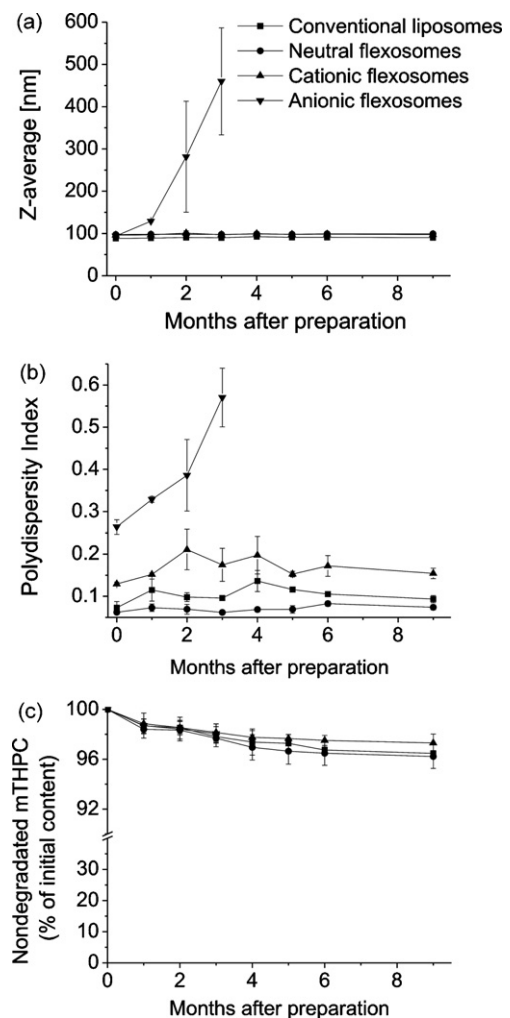 (a)
Conventional liposomes
Neutral flexosomes
Cationic flexosomes
Anionic flexosomes
Z-average [nm]
600
500
400
300
200
100
0
0 2 4 6 8
Months after preparation
(b)
Polydispersity Index
0.6
0.5
0.4
0.3
0.2
0.1
0 2 4 6 8
Months after preparation
(c)
Nondegradated mTHPC
(% of initial content)
100
96
92
30
20
10
0
0 2 4 6 8
Months after preparation